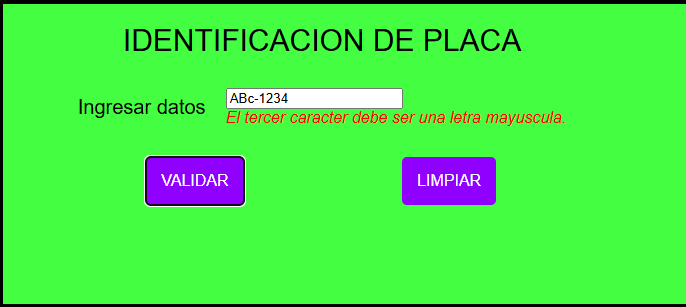 IDENTIFICACION DE PLACA
Ingresar datos ABc-1234
El tercer caracter debe ser una letra mayuscula.
VALIDAR LIMPIAR